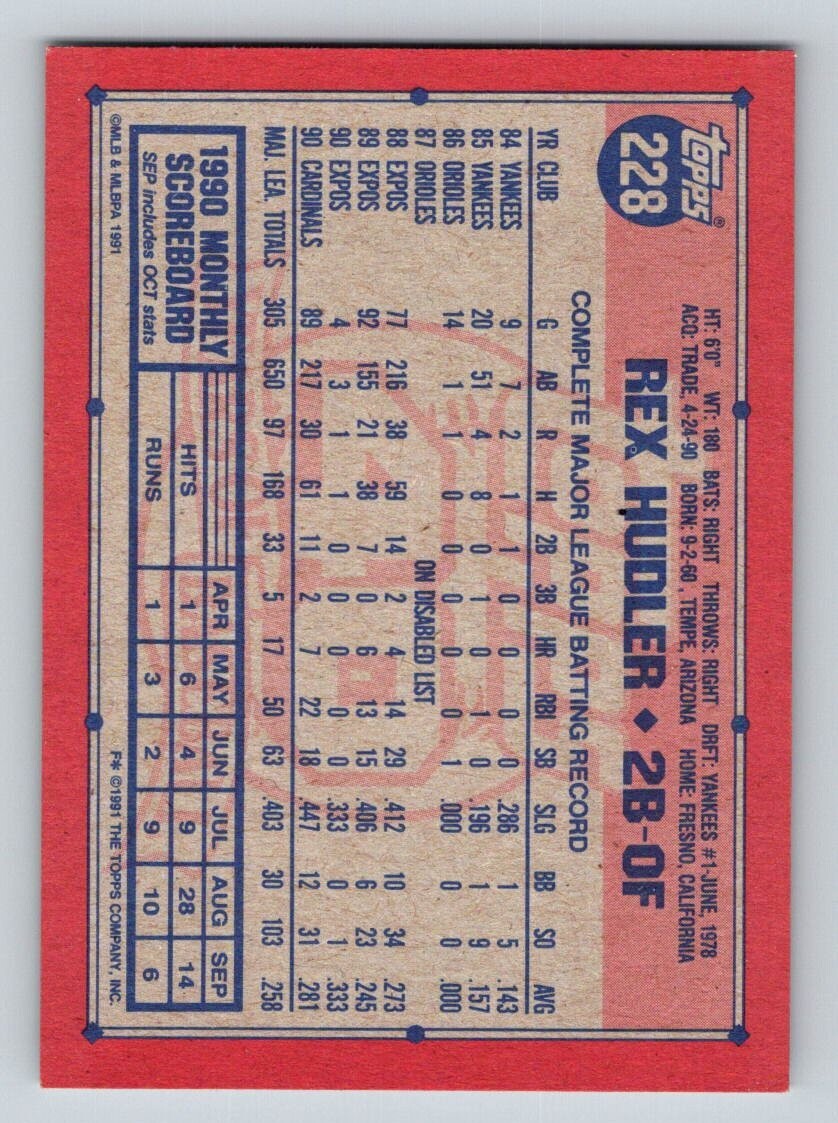 topps®
228
HT: 6'0" WT: 180 BATS: RIGHT THROWS: RIGHT DRFT: YANKEES #1-JUNE, 1978
ACQ: TRADE, 4-24-90 BORN: 9-2-60, TEMPE, ARIZONA HOME: FRESNO, CALIFORNIA
REX HUDLER ♦ 2B-OF
COMPLETE MAJOR LEAGUE BATTING RECORD
YR CLUB G AB R H 2B 3B HR RBI SB SLG BB SO AVG
84 YANKEES 9 7 2 1 1 0 0 0 0 .286 1 5 .143
85 YANKEES 20 51 4 8 0 1 0 1 0 .196 1 9 .157
86 ORIOLES 14 1 1 0 0 0 0 0 1 .000 0 0 .000
87 ORIOLES ON DISABLED LIST
88 EXPOS 77 216 38 59 14 2 4 14 29 .412 10 34 .273
89 EXPOS 92 155 21 38 7 0 6 13 15 .406 6 23 .245
90 EXPOS 4 3 1 1 0 0 0 0 0 .333 0 1 .333
90 CARDINALS 89 217 30 61 11 2 7 22 18 .447 12 31 .281
MAJ. LEA. TOTALS 305 650 97 168 33 5 17 50 63 .403 30 103 .258
1990 MONTHLY
SCOREBOARD
SEP includes OCT stats
APR MAY JUN JUL AUG SEP
HITS 1 6 4 9 28 14
RUNS 1 3 2 9 10 6
©MLB & MLBPA 1991
F* ©1991 THE TOPPS COMPANY, INC.